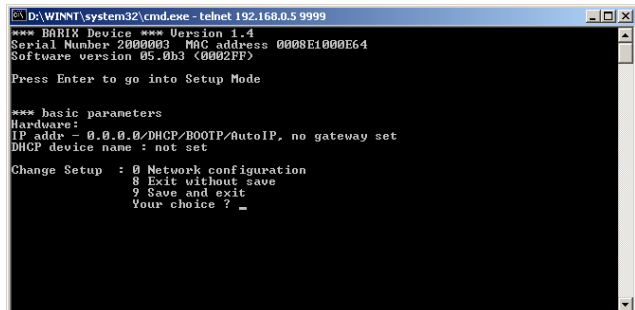 D:\WINNT\system32\cmd.exe - telnet 192.168.0.5 9999
*** BARIX Device *** Version 1.4
Serial Number 2000003  MAC address 0008E1000E64
Software version 05.0b3 (0002FF)
Press Enter to go into Setup Mode
*** basic parameters
Hardware:
IP addr - 0.0.0.0/DHCP/BOOTP/AutoIP, no gateway set
DHCP device name : not set
Change Setup  : 0 Network configuration
8 Exit without save
9 Save and exit
Your choice ? _